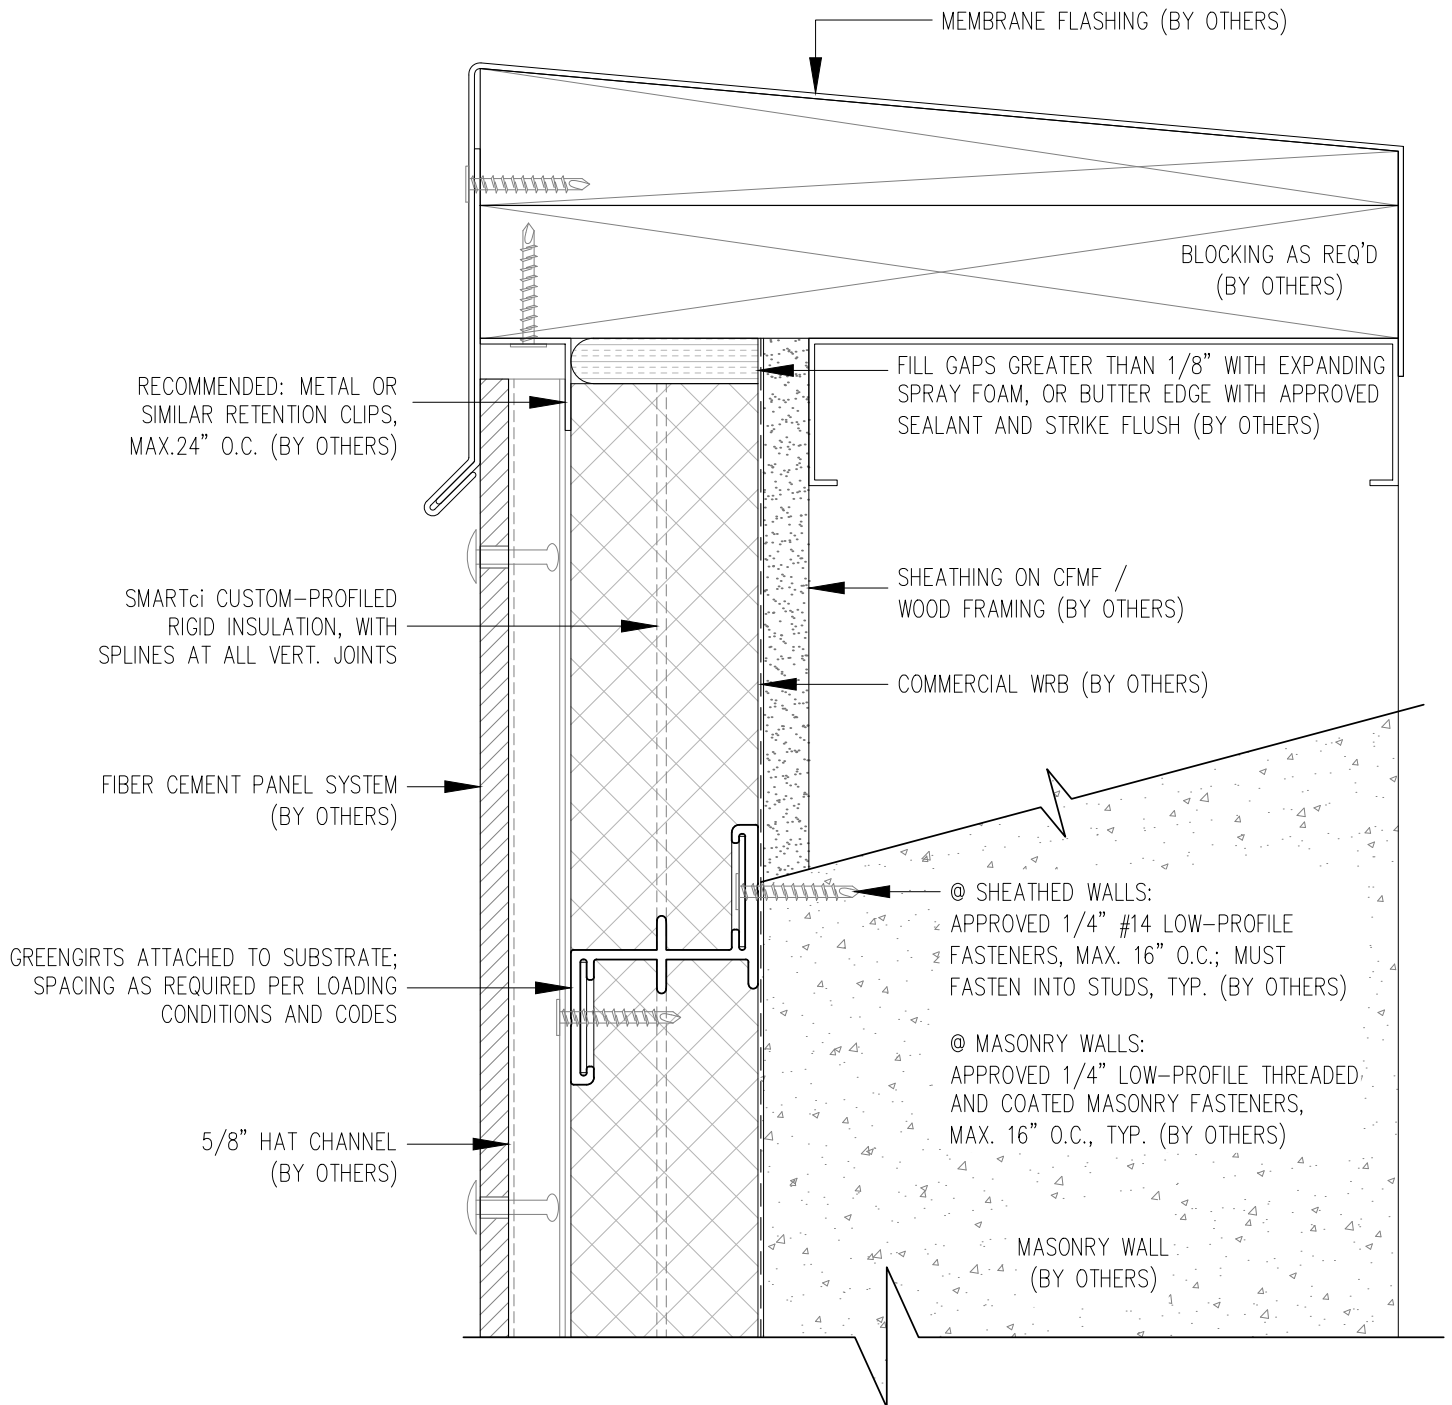 MEMBRANE FLASHING (BY OTHERS)
BLOCKING AS REQ'D
(BY OTHERS)
RECOMMENDED: METAL OR
SIMILAR RETENTION CLIPS,
MAX.24" O.C. (BY OTHERS)
FILL GAPS GREATER THAN 1/8" WITH EXPANDING
SPRAY FOAM, OR BUTTER EDGE WITH APPROVED
SEALANT AND STRIKE FLUSH (BY OTHERS)
SHEATHING ON CFMF /
WOOD FRAMING (BY OTHERS)
SMARTci CUSTOM-PROFILED
RIGID INSULATION, WITH
SPLINES AT ALL VERT. JOINTS
COMMERCIAL WRB (BY OTHERS)
FIBER CEMENT PANEL SYSTEM
(BY OTHERS)
@ SHEATHED WALLS:
APPROVED 1/4" #14 LOW-PROFILE
FASTENERS, MAX. 16" O.C.; MUST
FASTEN INTO STUDS, TYP. (BY OTHERS)
GREENGIRTS ATTACHED TO SUBSTRATE;
SPACING AS REQUIRED PER LOADING
CONDITIONS AND CODES
@ MASONRY WALLS:
APPROVED 1/4" LOW-PROFILE THREADED
AND COATED MASONRY FASTENERS,
MAX. 16" O.C., TYP. (BY OTHERS)
5/8" HAT CHANNEL
(BY OTHERS)
MASONRY WALL
(BY OTHERS)